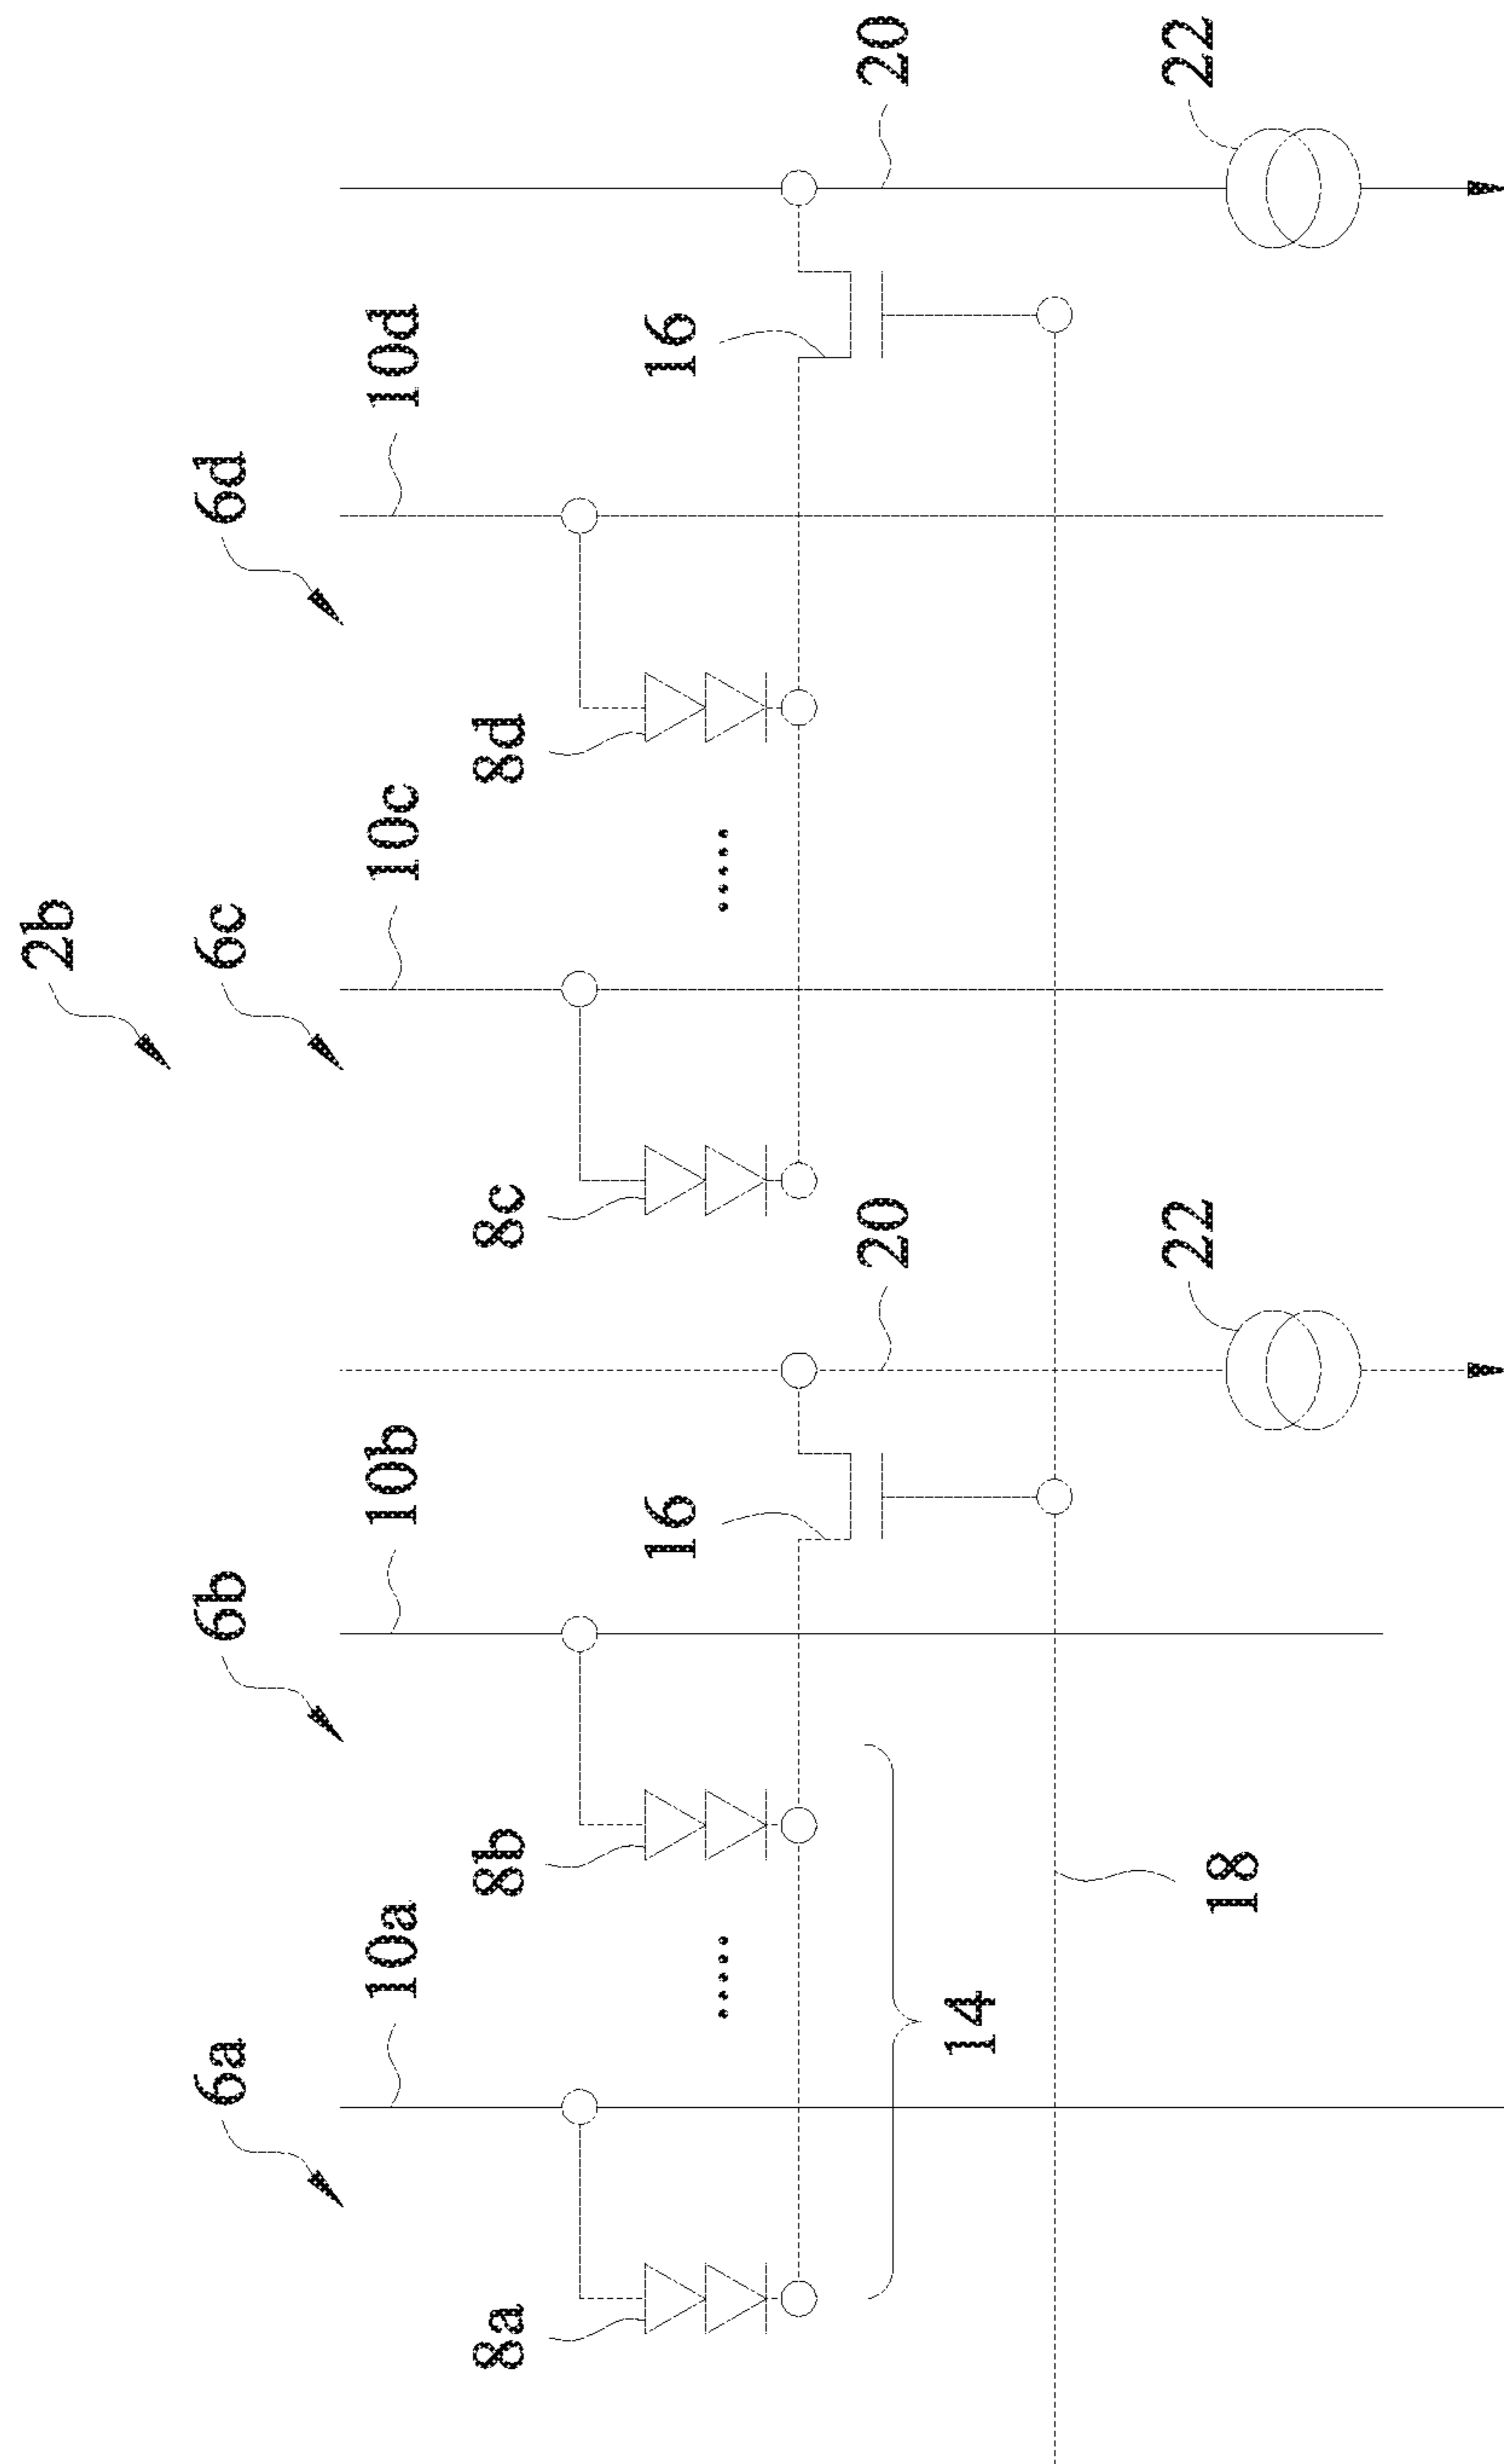 2b
6a 6b 6c 6d
10a 10b 10c 10d
8a 8b 8c 8d
16 16
..... .....
20 20
14
22 22
18